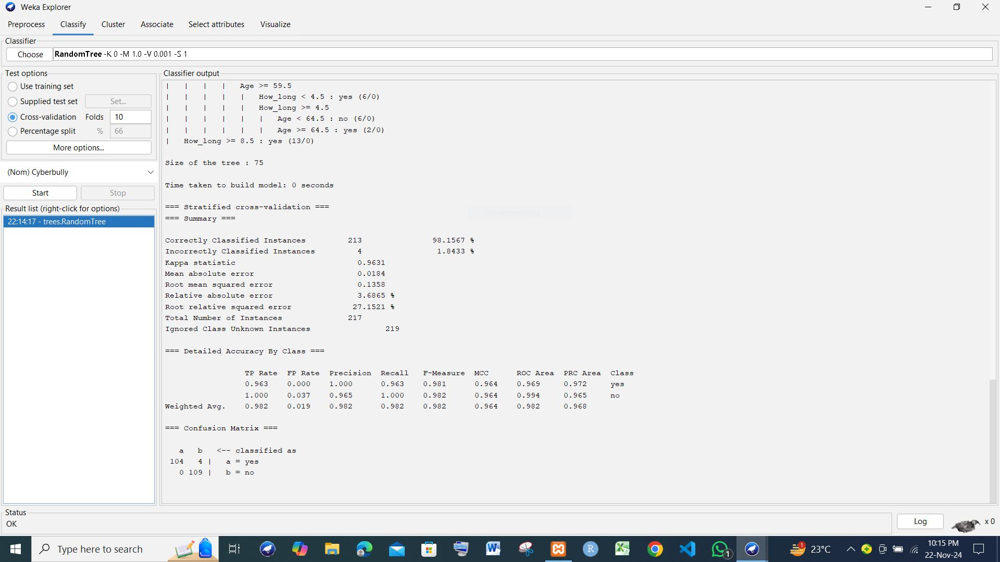 Weka Explorer
Preprocess Classify Cluster Associate Select attributes Visualize
Classifier
Choose RandomTree -K 0 -M 1.0 -V 0.001 -S 1
Test options
Use training set
Supplied test set Set...
Cross-validation Folds 10
Percentage split % 66
More options...
(Nom) Cyberbully
Start Stop
Result list (right-click for options)
22:14:17 - trees.RandomTree
Classifier output
| | | | Age >= 59.5
| | | | | How_long < 4.5 : yes (6/0)
| | | | | How_long >= 4.5
| | | | | | Age < 64.5 : no (6/0)
| | | | | | Age >= 64.5 : yes (2/0)
| How_long >= 8.5 : yes (13/0)
Size of the tree : 75
Time taken to build model: 0 seconds
=== Stratified cross-validation ===
=== Summary ===
Correctly Classified Instances 213 98.1567 %
Incorrectly Classified Instances 4 1.8433 %
Kappa statistic 0.9631
Mean absolute error 0.0184
Root mean squared error 0.1358
Relative absolute error 3.6865 %
Root relative squared error 27.1521 %
Total Number of Instances 217
Ignored Class Unknown Instances 219
=== Detailed Accuracy By Class ===
TP Rate FP Rate Precision Recall F-Measure MCC ROC Area PRC Area Class
0.963 0.000 1.000 0.963 0.981 0.964 0.969 0.972 yes
1.000 0.037 0.965 1.000 0.982 0.964 0.994 0.965 no
Weighted Avg. 0.982 0.019 0.982 0.982 0.982 0.964 0.982 0.968
=== Confusion Matrix ===
a b <-- classified as
104 4 | a = yes
0 109 | b = no
Full-screen Snip
Status
OK
Log x 0
Type here to search
W
R
1
1
23°C
10:15 PM
22-Nov-24